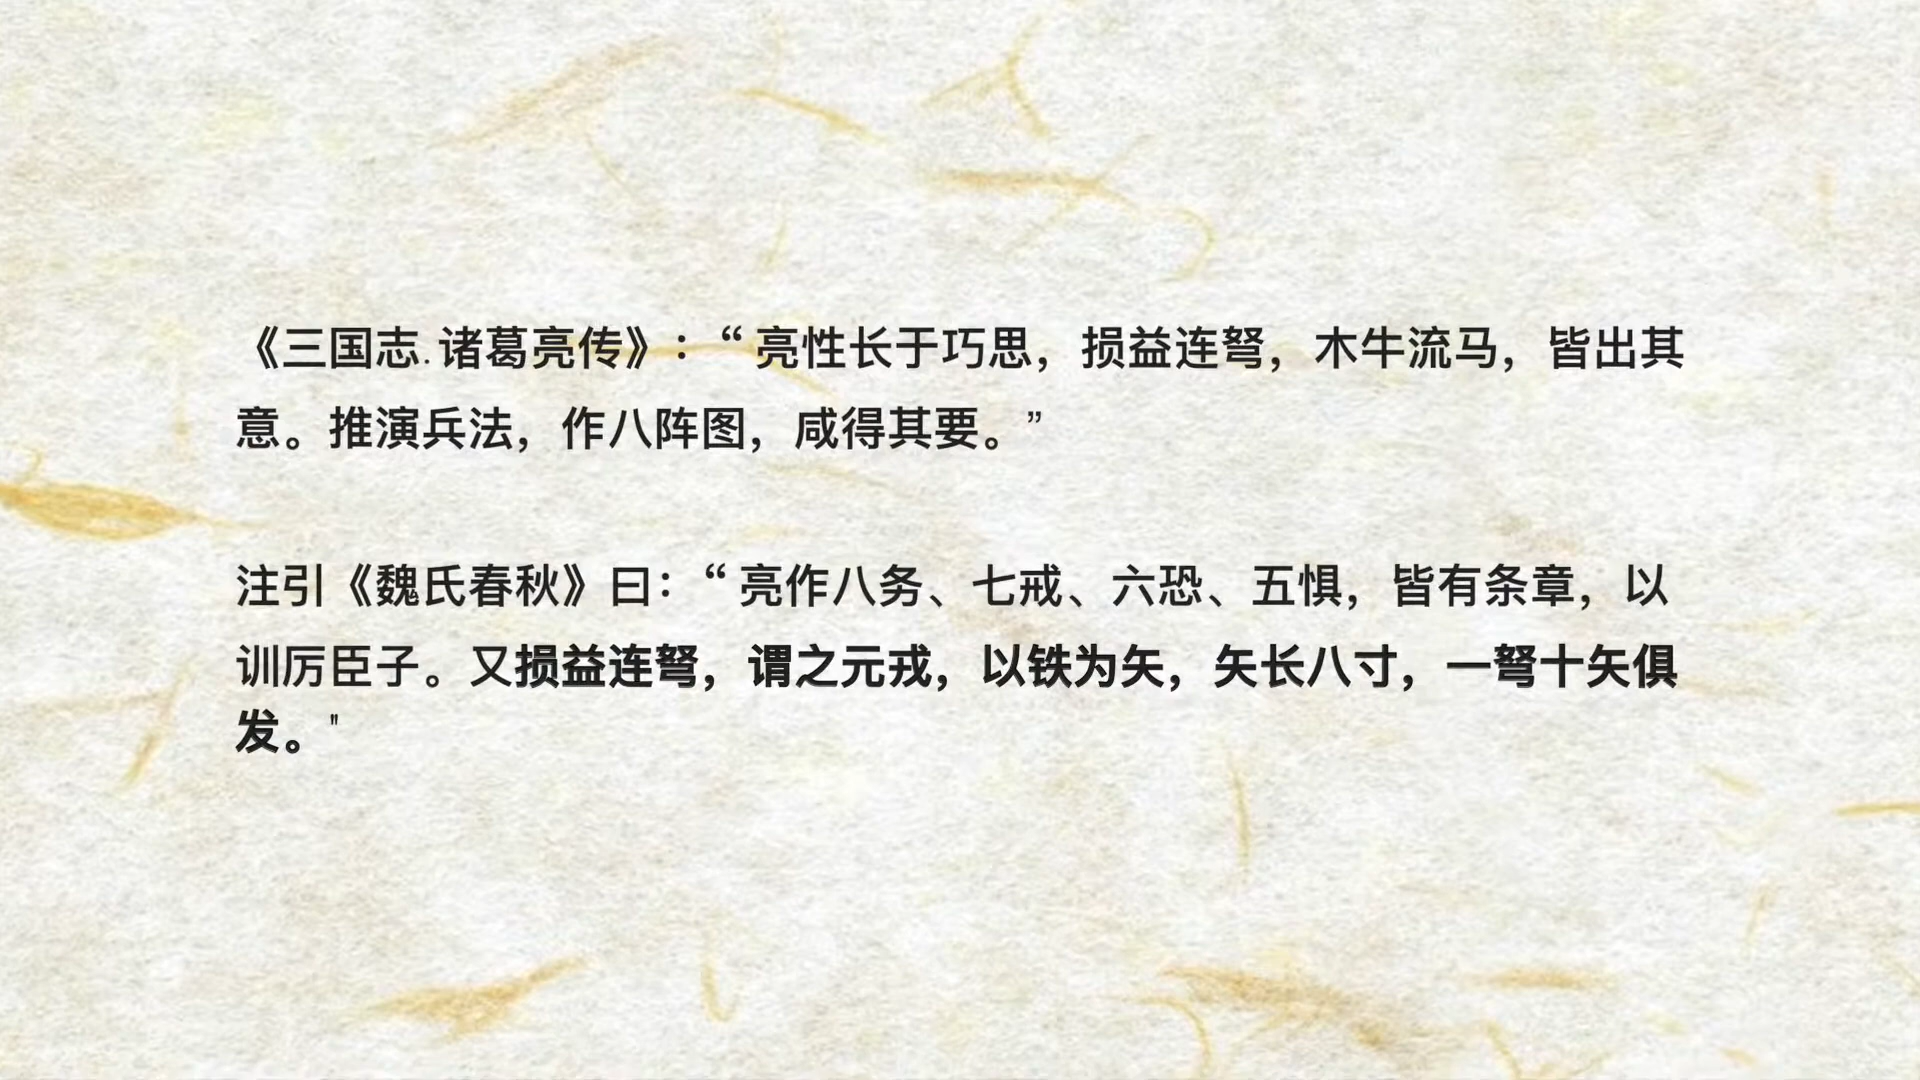 《三国志.诸葛亮传》：“亮性长于巧思，损益连弩，木牛流马，皆出其
意。推演兵法，作八阵图，咸得其要。”
注引《魏氏春秋》曰：“亮作八务、七戒、六恐、五惧，皆有条章，以
训厉臣子。又损益连弩，谓之元戎，以铁为矢，矢长八寸，一弩十矢俱
发。"